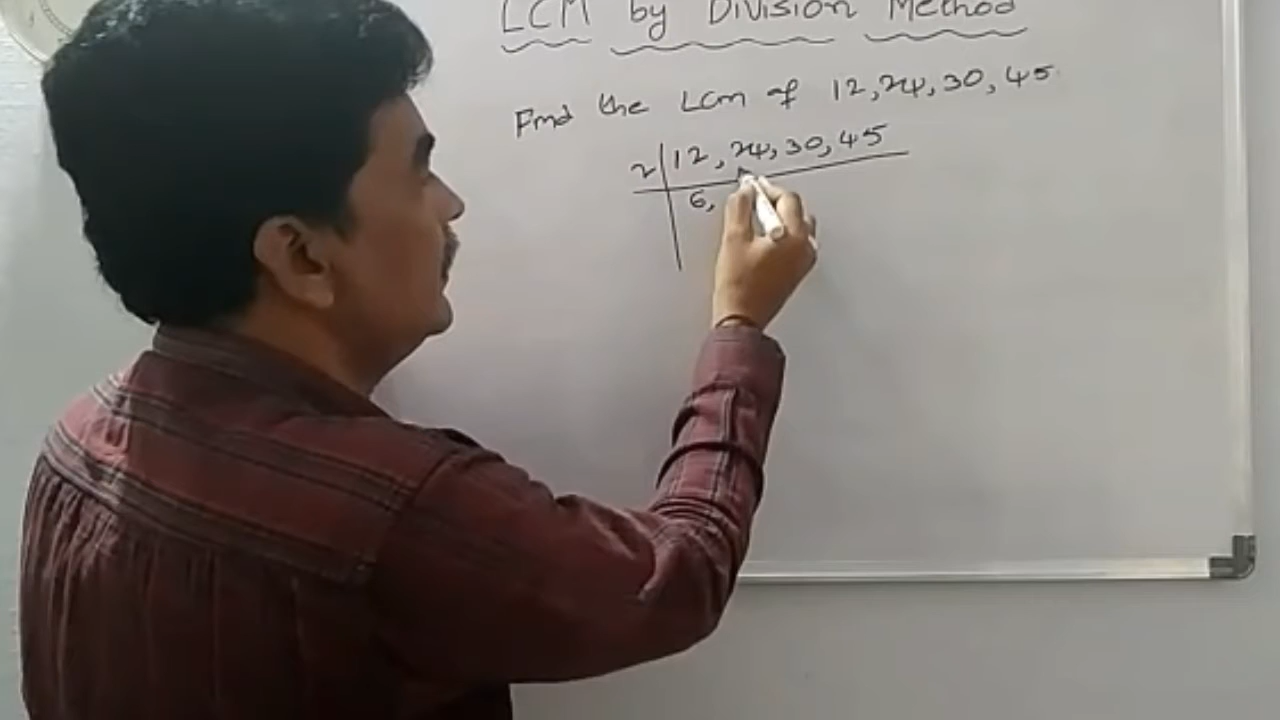 LCM by Division Method
Find the LCM of 12, 24, 30, 45.
2 12, 24, 30, 45
6,